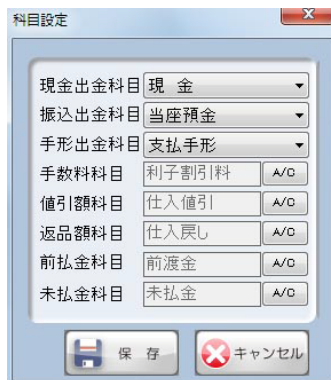 科目設定
現金出金科目 現 金
振込出金科目 当座預金
手形出金科目 支払手形
手数料科目 利子割引料 A/C
値引額科目 仕入値引 A/C
返品額科目 仕入戻し A/C
前払金科目 前渡金 A/C
未払金科目 未払金 A/C
保 存 キャンセル